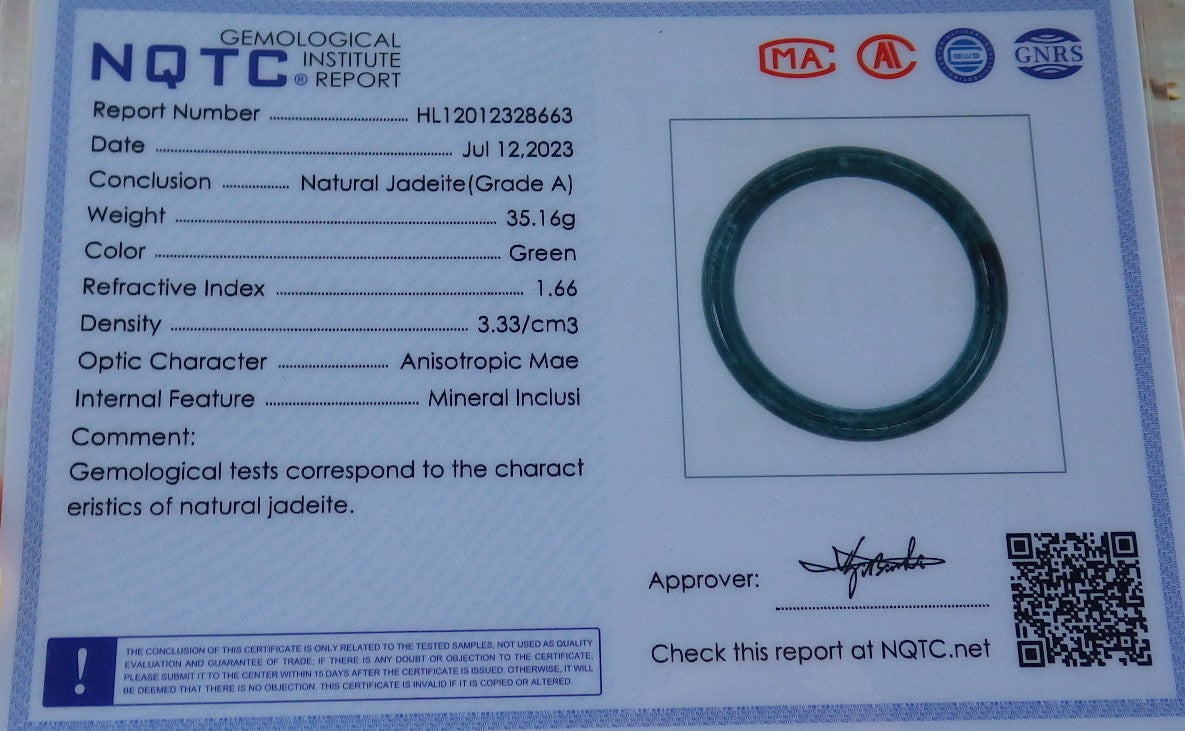 NQTC® GEMOLOGICAL INSTITUTE REPORT
Report Number HL12012328663
Date Jul 12,2023
Conclusion Natural Jadeite(Grade A)
Weight 35.16g
Color Green
Refractive Index 1.66
Density 3.33/cm3
Optic Character Anisotropic Mae
Internal Feature Mineral Inclusi
Comment:
Gemological tests correspond to the charact
eristics of natural jadeite.
! THE CONCLUSION OF THIS CERTIFICATE IS ONLY RELATED TO THE TESTED SAMPLES, NOT USED AS QUALITY
EVALUATION AND GUARANTEE OF TRADE; IF THERE IS ANY DOUBT OR OBJECTION TO THE CERTIFICATE,
PLEASE SUBMIT IT TO THE CENTER WITHIN 15 DAYS AFTER THE CERTIFICATE IS ISSUED. OTHERWISE, IT WILL
BE DEEMED THAT THERE IS NO OBJECTION. THIS CERTIFICATE IS INVALID IF IT IS COPIED OR ALTERED.
MA GNRS
Approver:
Check this report at NQTC.net